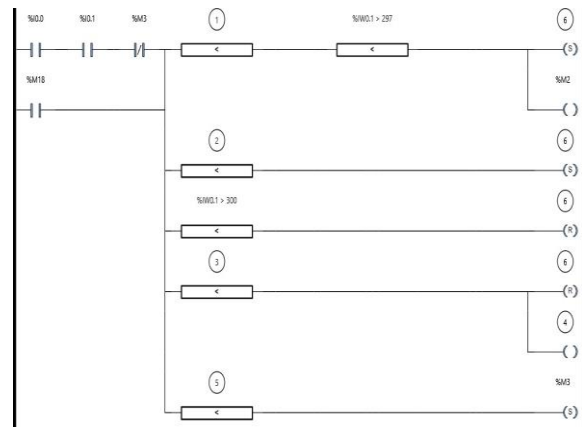 %I0.0 %I0.1 %M3 1 %IW0.1 > 297 6
< < (S)
%M18 %M2
( )
2 6
< (S)
%IW0.1 > 300 6
< (R)
3 6
< (R)
4
( )
5 %M3
< (S)